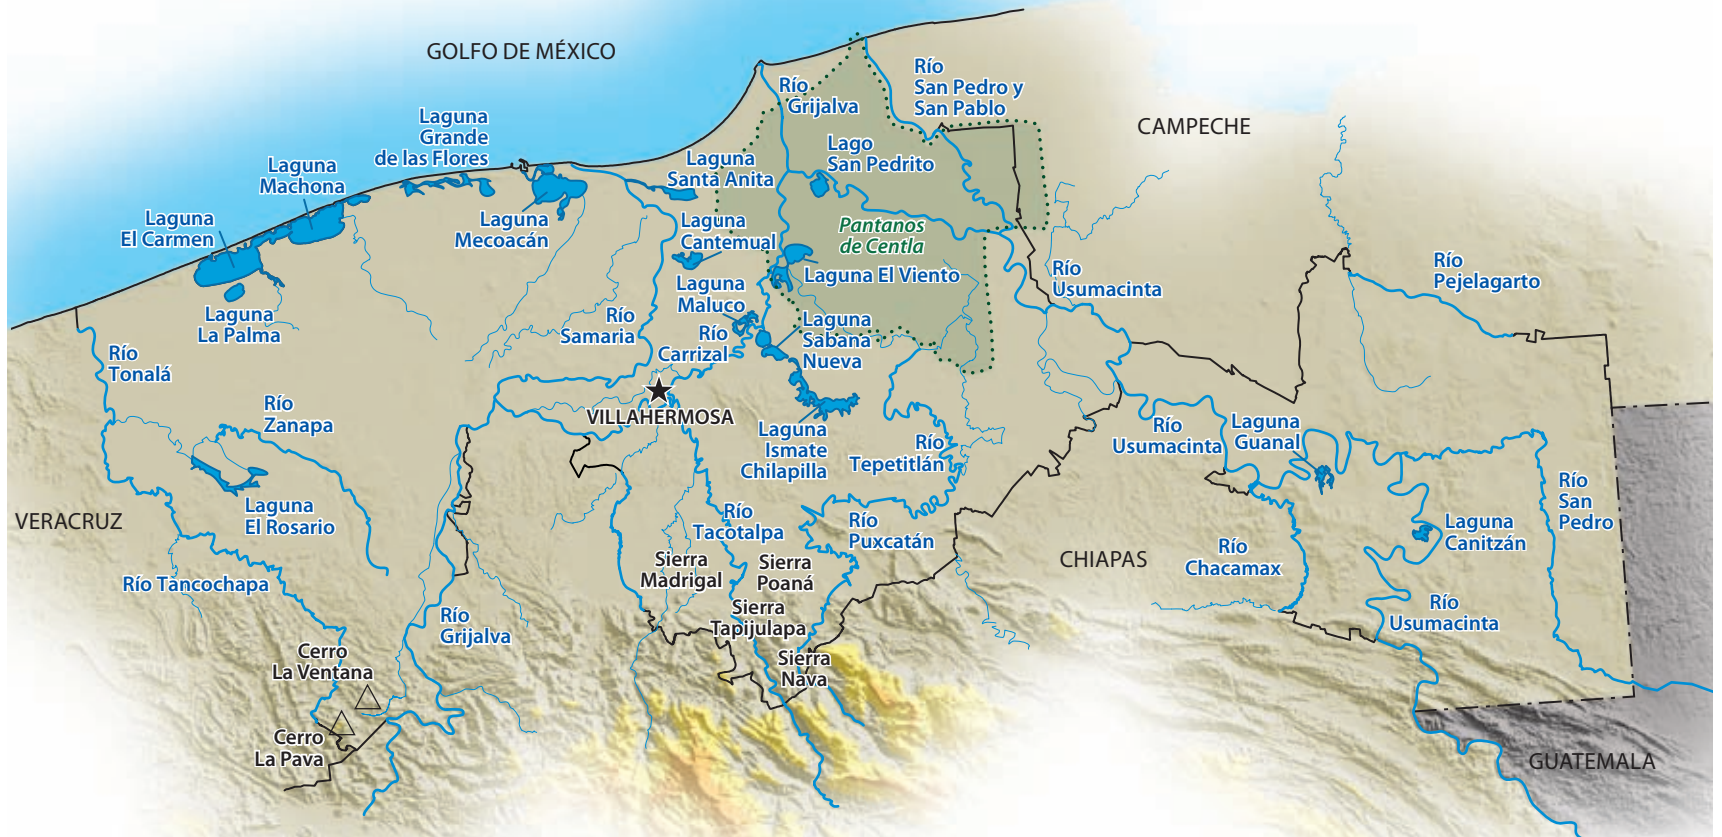 GOLFO DE MÉXICO
Río
San Pedro y
San Pablo
Río
Grijalva
CAMPECHE
Laguna
Grande
de las Flores
Lago
San Pedrito
Laguna
Santa Anita
Laguna
Machona
Laguna
El Carmen
Laguna
Mecoacán
Laguna
Cantemual
Pantanos
de Centla
Laguna El Viento
Río
Usumacinta
Río
Pejelagarto
Laguna
Maluco
Laguna
La Palma
Río
Samaria
Río
Carrizal
Laguna
Sabana
Nueva
Río
Tonalá
Río
Zanapa
VILLAHERMOSA
Laguna
Ismate
Chilapilla
Río
Tepetitlán
Río
Usumacinta
Laguna
Guanal
Río
San
Pedro
VERACRUZ
Laguna
El Rosario
Río
Tacotalpa
Río
Puxcatán
Laguna
Canitzán
CHIAPAS
Río
Chacamax
Sierra
Madrigal
Sierra
Poaná
Río Tancochapa
Sierra
Tapijulapa
Río
Grijalva
Río
Usumacinta
Cerro
La Ventana
Sierra
Nava
Cerro
La Pava
GUATEMALA